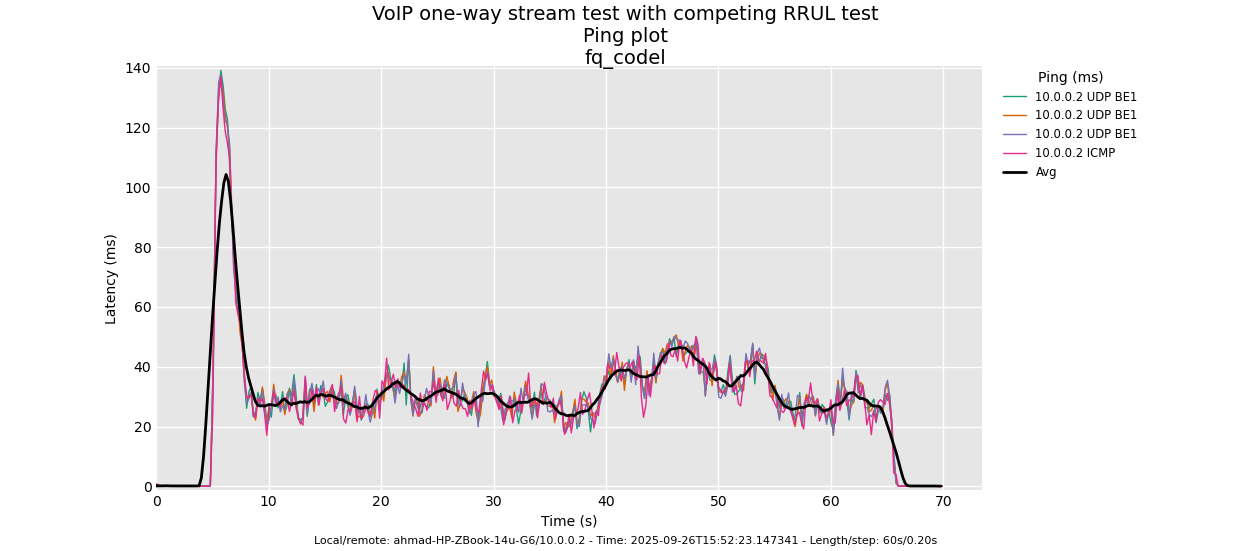 VoIP one-way stream test with competing RRUL test
Ping plot
fq_codel
Latency (ms)
140
120
100
80
60
40
20
0
0 10 20 30 40 50 60 70
Time (s)
Ping (ms)
10.0.0.2 UDP BE1
10.0.0.2 UDP BE1
10.0.0.2 UDP BE1
10.0.0.2 ICMP
Avg
Local/remote: ahmad-HP-ZBook-14u-G6/10.0.0.2 - Time: 2025-09-26T15:52:23.147341 - Length/step: 60s/0.20s